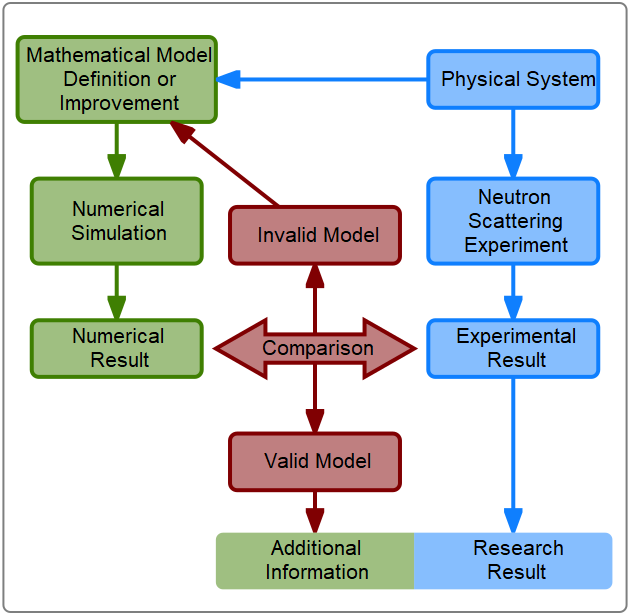 Mathematical Model
Definition or
Improvement
Physical System
Numerical
Simulation
Invalid Model
Neutron
Scattering
Experiment
Numerical
Result
Comparison
Experimental
Result
Valid Model
Additional
Information
Research
Result